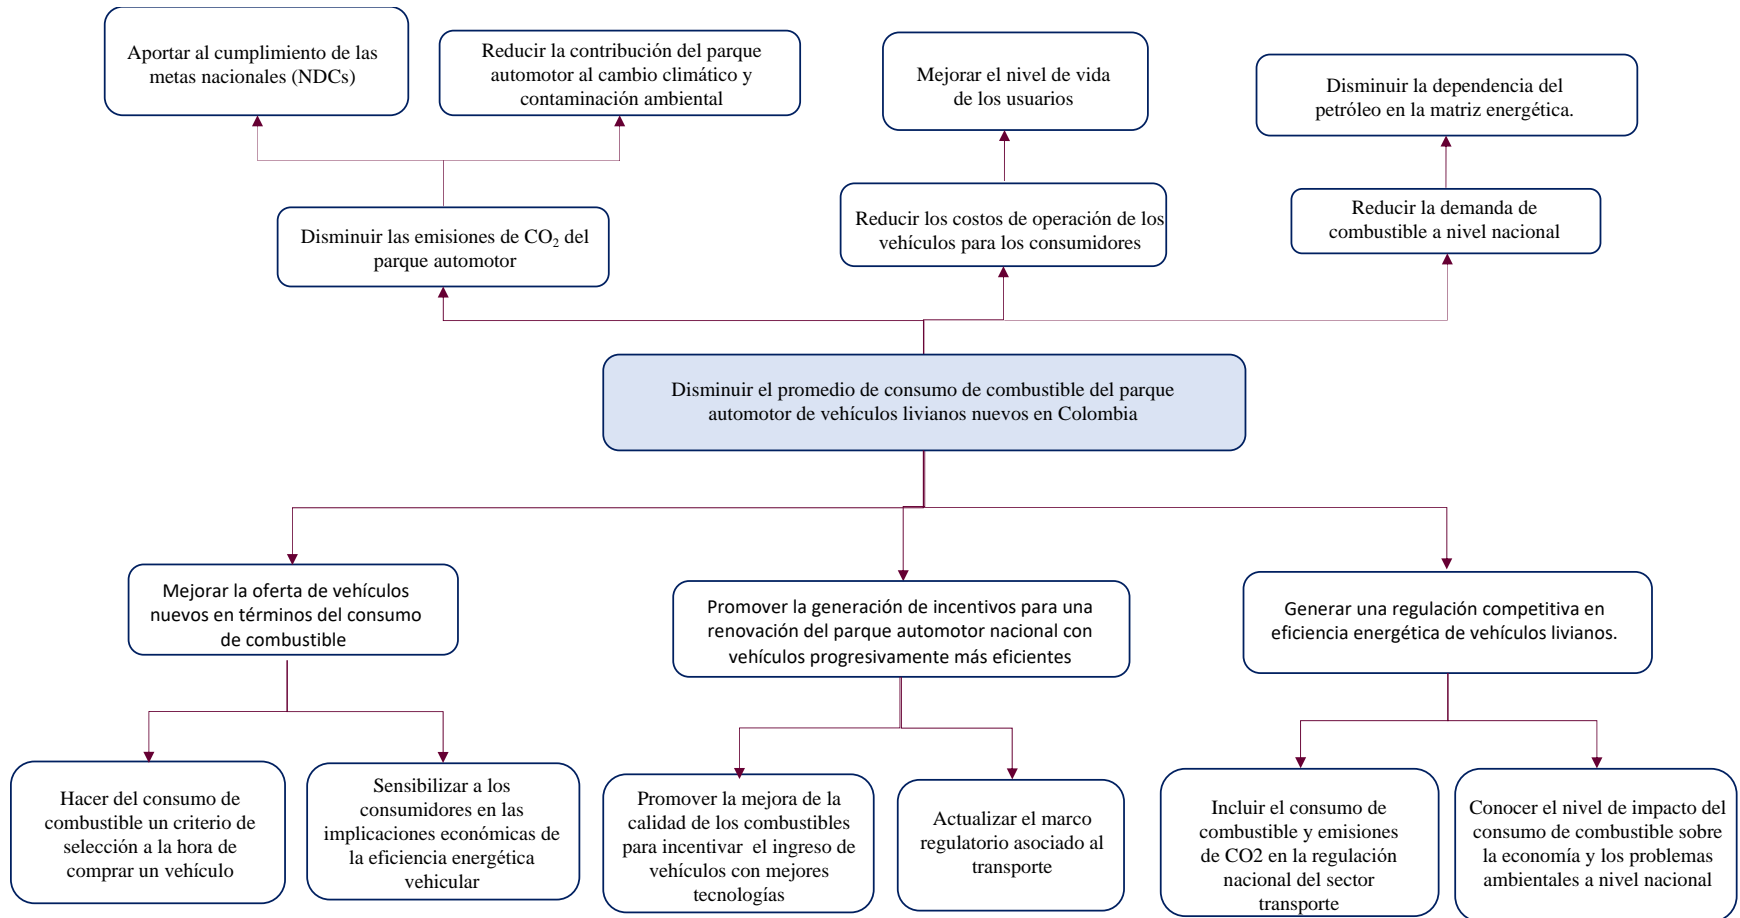 Aportar al cumplimiento de las
metas nacionales (NDCs)
Reducir la contribución del parque
automotor al cambio climático y
contaminación ambiental
Mejorar el nivel de vida
de los usuarios
Disminuir la dependencia del
petróleo en la matriz energética.
Disminuir las emisiones de CO₂ del
parque automotor
Reducir los costos de operación de los
vehículos para los consumidores
Reducir la demanda de
combustible a nivel nacional
Disminuir el promedio de consumo de combustible del parque
automotor de vehículos livianos nuevos en Colombia
Mejorar la oferta de vehículos
nuevos en términos del consumo
de combustible
Promover la generación de incentivos para una
renovación del parque automotor nacional con
vehículos progresivamente más eficientes
Generar una regulación competitiva en
eficiencia energética de vehículos livianos.
Hacer del consumo de
combustible un criterio de
selección a la hora de
comprar un vehículo
Sensibilizar a los
consumidores en las
implicaciones económicas de
la eficiencia energética
vehicular
Promover la mejora de la
calidad de los combustibles
para incentivar el ingreso de
vehículos con mejores
tecnologías
Actualizar el marco
regulatorio asociado al
transporte
Incluir el consumo de
combustible y emisiones
de CO2 en la regulación
nacional del sector
transporte
Conocer el nivel de impacto del
consumo de combustible sobre
la economía y los problemas
ambientales a nivel nacional